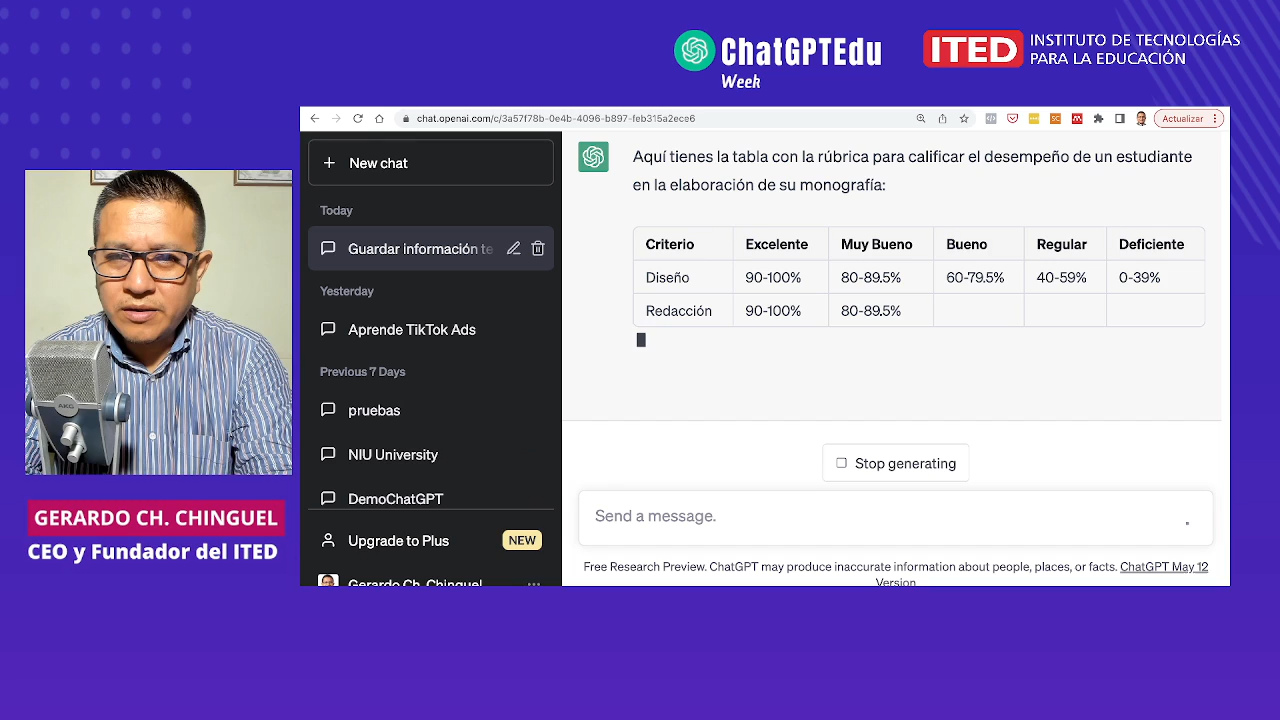 ChatGPTEdu
Week
ITED
INSTITUTO DE TECNOLOGÍAS
PARA LA EDUCACIÓN
chat.openai.com/c/3a57f78b-0e4b-4096-b897-feb315a2ece6
Actualizar
New chat
Today
Guardar información te
Yesterday
Aprende TikTok Ads
Previous 7 Days
pruebas
NIU University
DemoChatGPT
Upgrade to Plus
NEW
Gerardo Ch. Chinguel
Aquí tienes la tabla con la rúbrica para calificar el desempeño de un estudiante
en la elaboración de su monografía:
Criterio Excelente Muy Bueno Bueno Regular Deficiente
Diseño 90-100% 80-89.5% 60-79.5% 40-59% 0-39%
Redacción 90-100% 80-89.5%
Stop generating
Send a message.
Free Research Preview. ChatGPT may produce inaccurate information about people, places, or facts. ChatGPT May 12
Version
AKG
GERARDO CH. CHINGUEL
CEO y Fundador del ITED